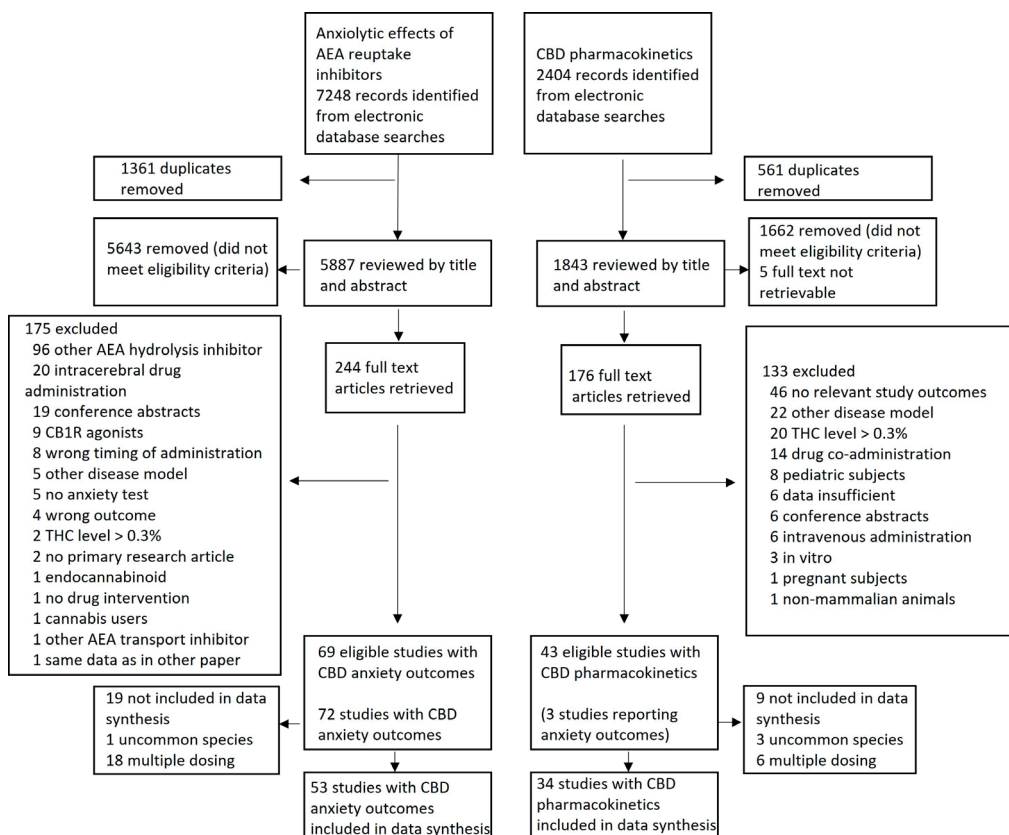 Anxiolytic effects of
AEA reuptake
inhibitors
7248 records identified
from electronic
database searches
CBD pharmacokinetics
2404 records identified
from electronic
database searches
1361 duplicates
removed
561 duplicates
removed
5643 removed (did not
meet eligibility criteria)
5887 reviewed by title
and abstract
1843 reviewed by title
and abstract
1662 removed (did not
meet eligibility criteria)
5 full text not
retrievable
175 excluded
96 other AEA hydrolysis inhibitor
20 intracerebral drug
administration
19 conference abstracts
9 CB1R agonists
8 wrong timing of administration
5 other disease model
5 no anxiety test
4 wrong outcome
2 THC level > 0.3%
2 no primary research article
1 endocannabinoid
1 no drug intervention
1 cannabis users
1 other AEA transport inhibitor
1 same data as in other paper
244 full text
articles retrieved
176 full text
articles retrieved
133 excluded
46 no relevant study outcomes
22 other disease model
20 THC level > 0.3%
14 drug co-administration
8 pediatric subjects
6 data insufficient
6 conference abstracts
6 intravenous administration
3 in vitro
1 pregnant subjects
1 non-mammalian animals
69 eligible studies with
CBD anxiety outcomes
72 studies with CBD
anxiety outcomes
43 eligible studies with
CBD pharmacokinetics
(3 studies reporting
anxiety outcomes)
19 not included in data
synthesis
1 uncommon species
18 multiple dosing
9 not included in data
synthesis
3 uncommon species
6 multiple dosing
53 studies with CBD
anxiety outcomes
included in data synthesis
34 studies with CBD
pharmacokinetics
included in data synthesis